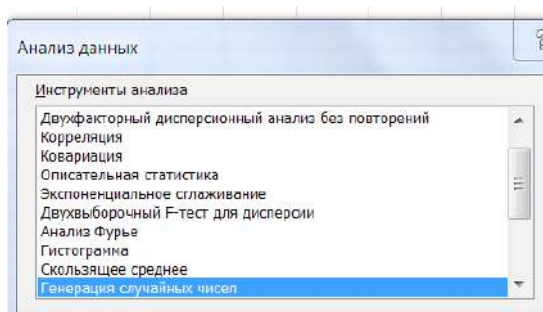 Анализ данных
Инструменты анализа
Двухфакторный дисперсионный анализ без повторений
Корреляция
Ковариация
Описательная статистика
Экспоненциальное сглаживание
Двухвыборочный F-тест для дисперсии
Анализ Фурье
Гистограмма
Скользящее среднее
Генерация случайных чисел